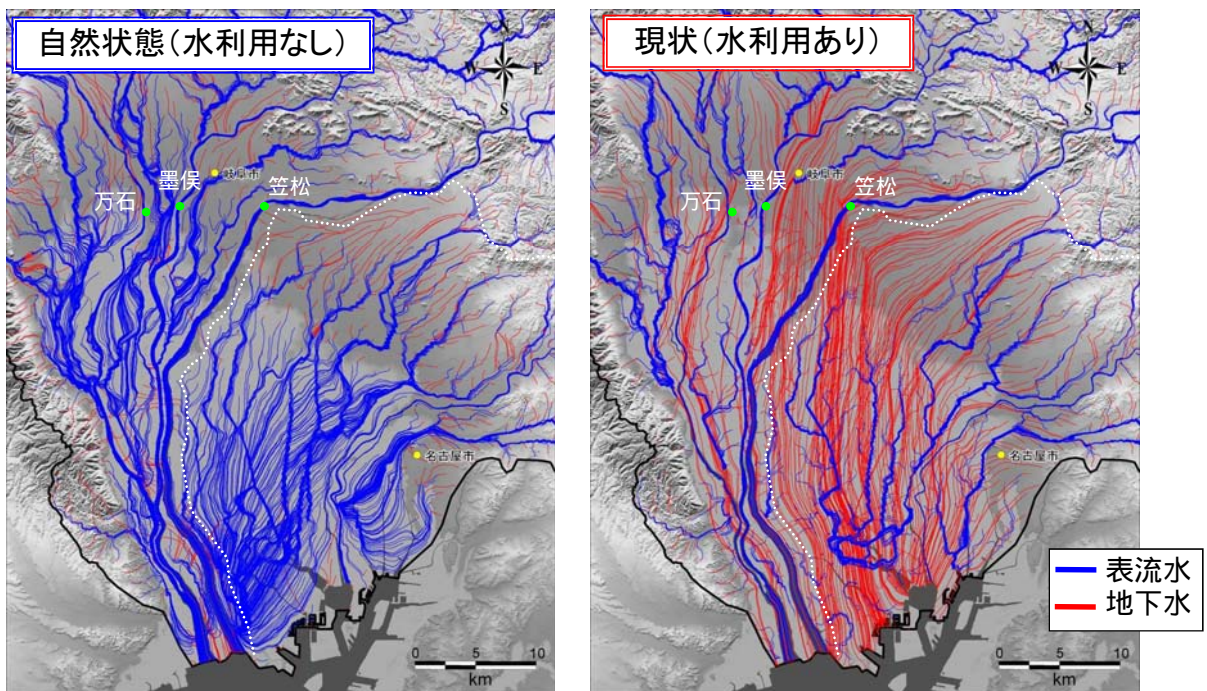 自然状態(水利用なし)
N
W E
S
岐阜市
墨俣
笠松
万石
名古屋市
0 5 10
km
現状(水利用あり)
N
W E
S
岐阜市
墨俣
笠松
万石
名古屋市
表流水
地下水
0 5 10
km